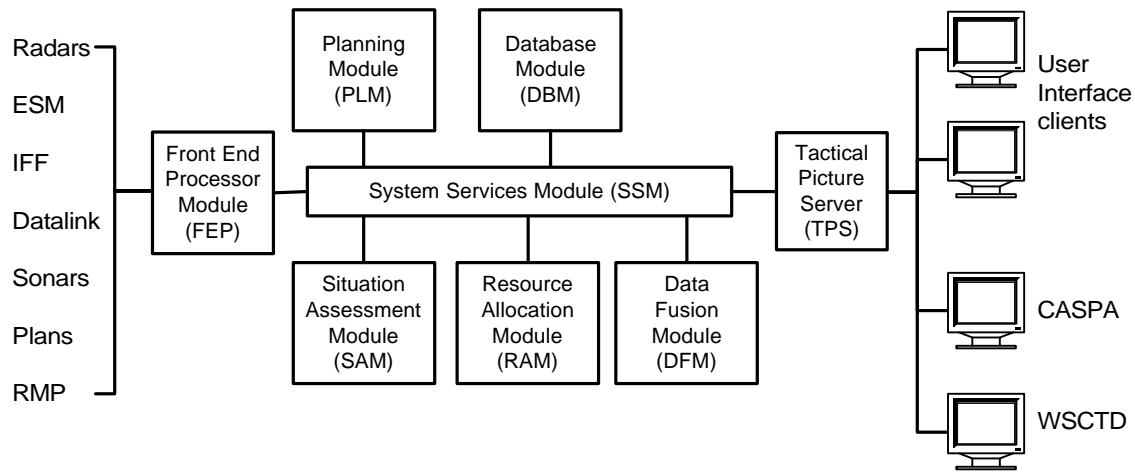 Radars
ESM
IFF
Datalink
Sonars
Plans
RMP
Front End
Processor
Module
(FEP)
Planning
Module
(PLM)
Database
Module
(DBM)
System Services Module (SSM)
Situation
Assessment
Module
(SAM)
Resource
Allocation
Module
(RAM)
Data
Fusion
Module
(DFM)
Tactical
Picture
Server
(TPS)
User
Interface
clients
CASPA
WSCTD